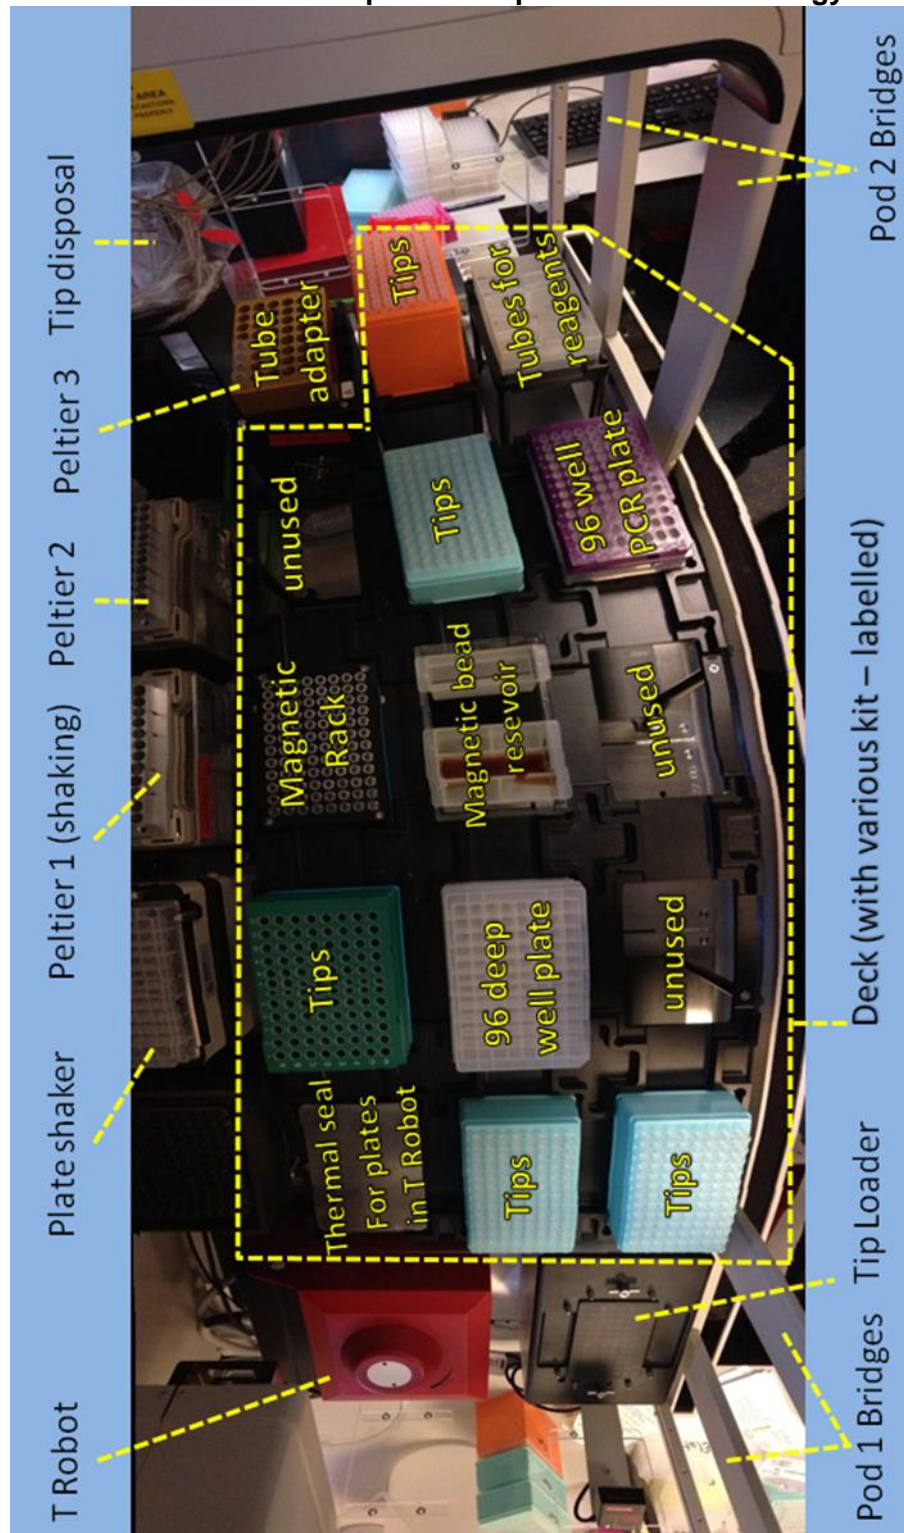 T Robot
Plate shaker
Peltier 1 (shaking)
Peltier 2
Peltier 3
Tip disposal
AREA
PROPERLY
Thermal seal
For plates
in T Robot
Tips
Magnetic
Rack
unused
Tube
adapter
Tips
Tips
96 deep
well plate
Magnetic bead
resevoir
Tips
Tubes for
reagents
Tips
unused
unused
96 well
PCR plate
Pod 1 Bridges
Tip Loader
Deck (with various kit – labelled)
Pod 2 Bridges